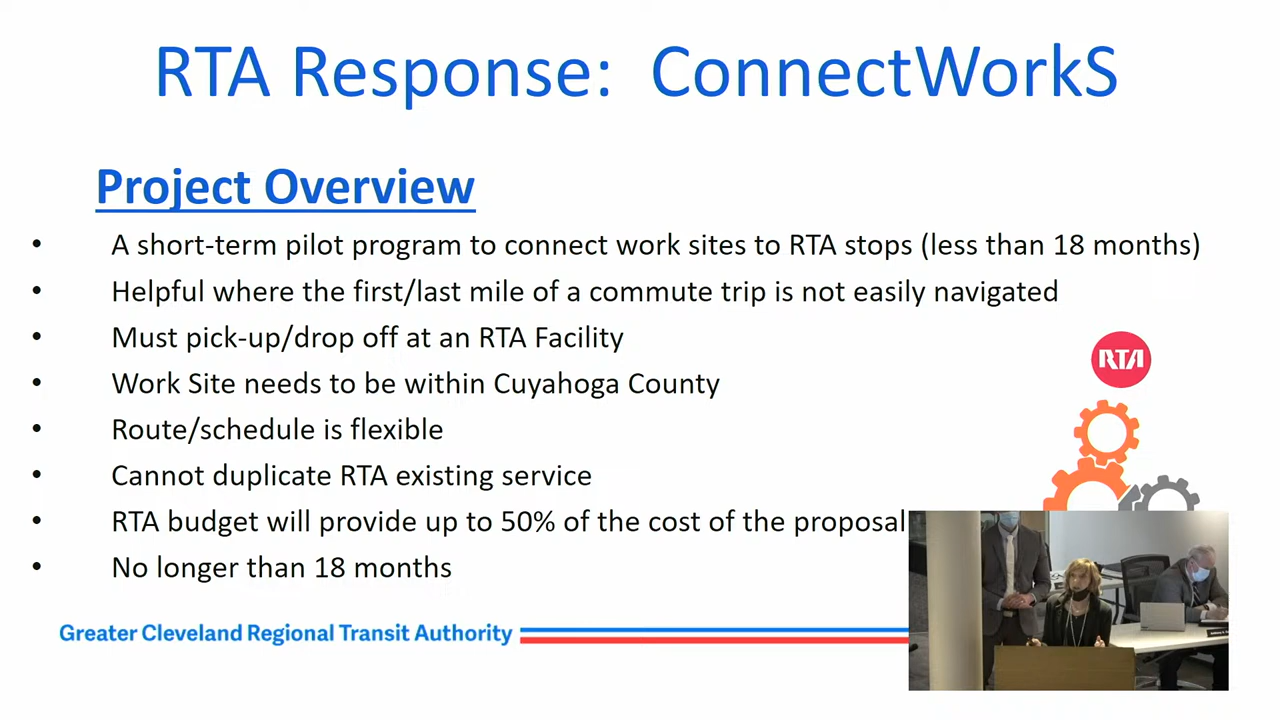 RTA Response: ConnectWorkS
Project Overview
• A short-term pilot program to connect work sites to RTA stops (less than 18 months)
• Helpful where the first/last mile of a commute trip is not easily navigated
• Must pick-up/drop off at an RTA Facility
• Work Site needs to be within Cuyahoga County
• Route/schedule is flexible
• Cannot duplicate RTA existing service
• RTA budget will provide up to 50% of the cost of the proposal
• No longer than 18 months
RTA
Greater Cleveland Regional Transit Authority